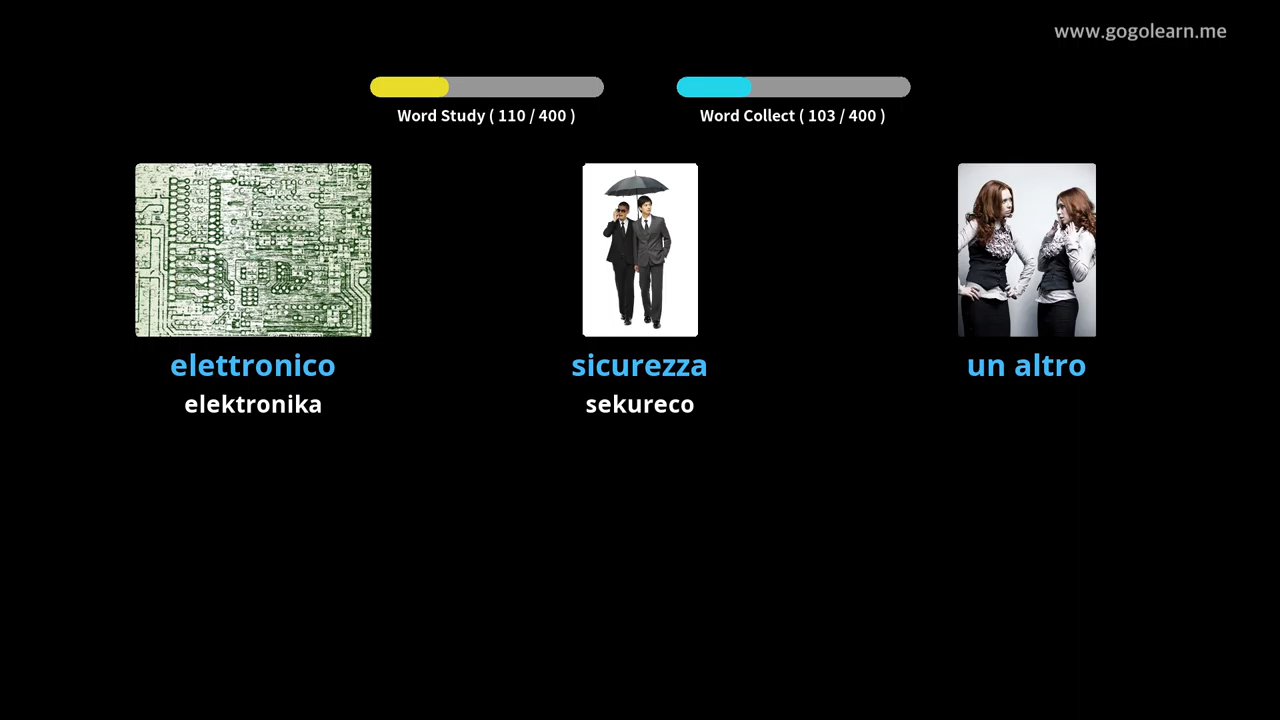 www.gogolearn.me
Word Study ( 110 / 400 )
Word Collect ( 103 / 400 )
elettronico
sicurezza
un altro
elektronika
sekureco